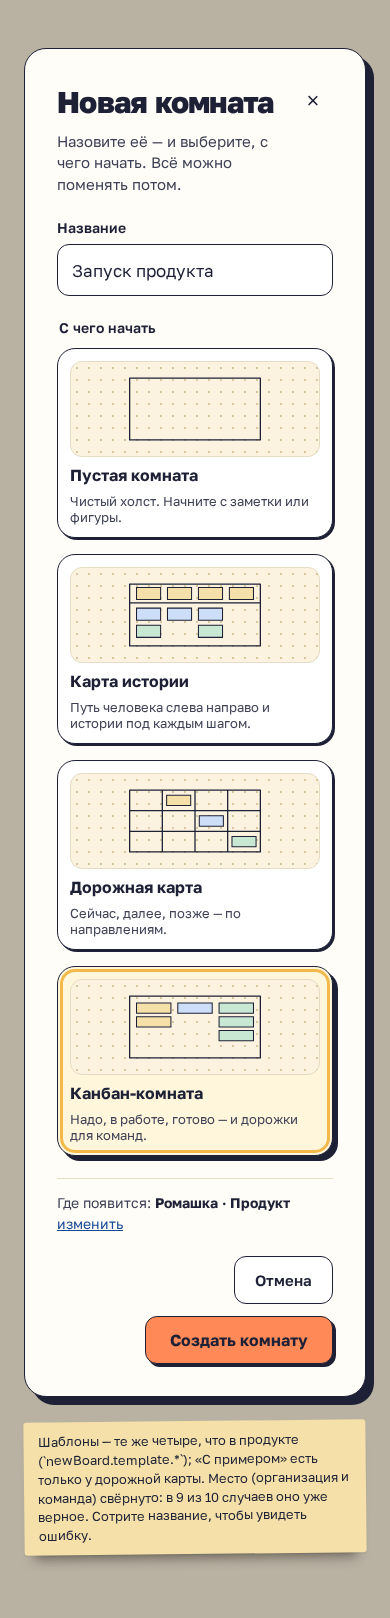 Новая комната
×
Назовите её — и выберите, с
чего начать. Всё можно
поменять потом.
Название
Запуск продукта
С чего начать
Пустая комната
Чистый холст. Начните с заметки или
фигуры.
Карта истории
Путь человека слева направо и
истории под каждым шагом.
Дорожная карта
Сейчас, далее, позже — по
направлениям.
Канбан-комната
Надо, в работе, готово — и дорожки
для команд.
Где появится: Ромашка · Продукт
изменить
Отмена
Создать комнату
Шаблоны — те же четыре, что в продукте
(`newBoard.template.*`); «С примером» есть
только у дорожной карты. Место (организация и
команда) свёрнуто: в 9 из 10 случаев оно уже
верное. Сотрите название, чтобы увидеть
ошибку.